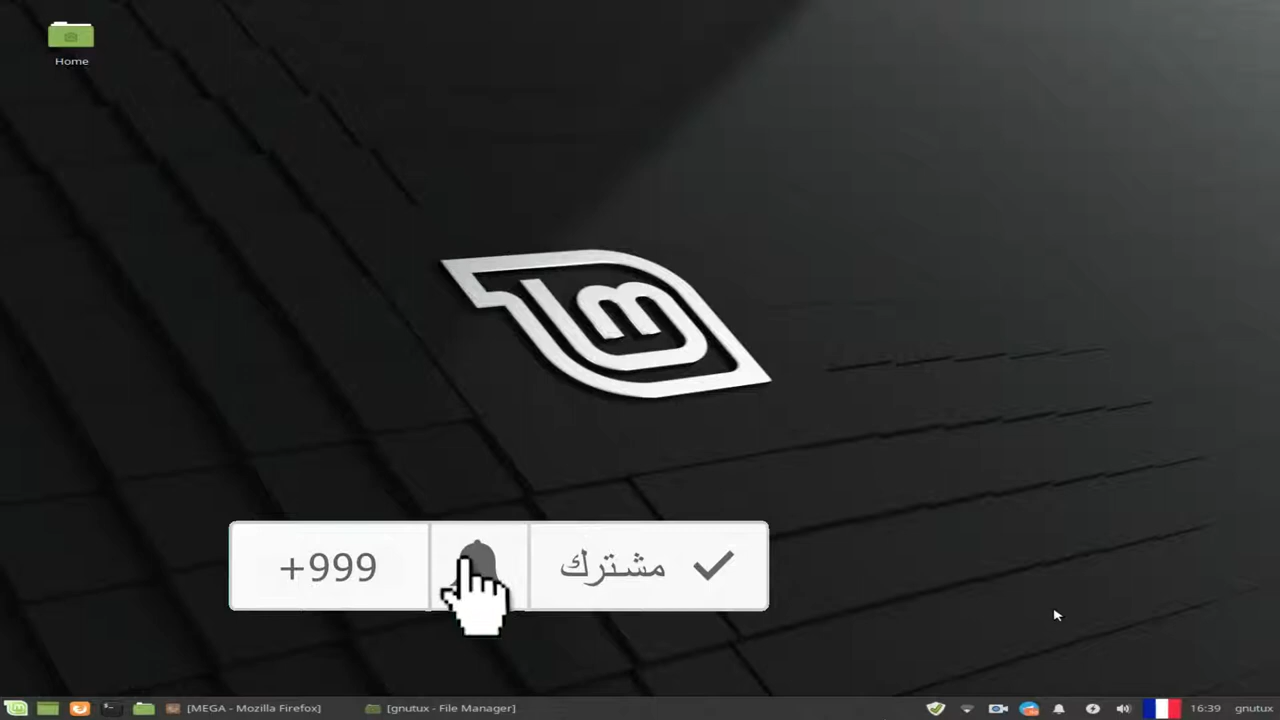 Home
+999
مشترك
[MEGA - Mozilla Firefox]
[gnutux - File Manager]
16:39
gnutux